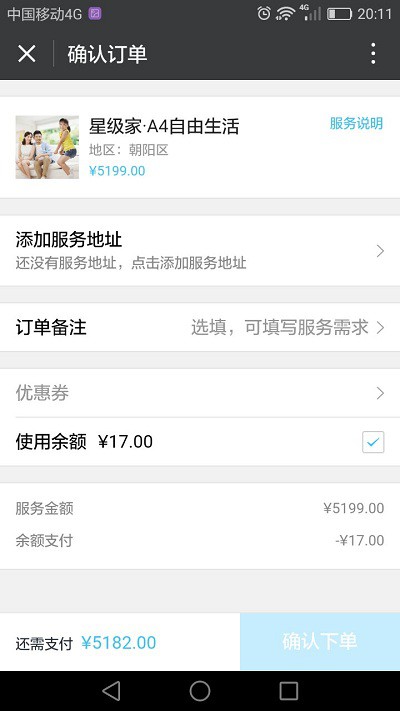 中国移动4G
4G
20:11
确认订单
星级家·A4自由生活
服务说明
地区：朝阳区
¥5199.00
添加服务地址
还没有服务地址，点击添加服务地址
订单备注
选填，可填写服务需求
优惠券
使用余额 ¥17.00
服务金额
¥5199.00
余额支付
-¥17.00
还需支付 ¥5182.00
确认下单